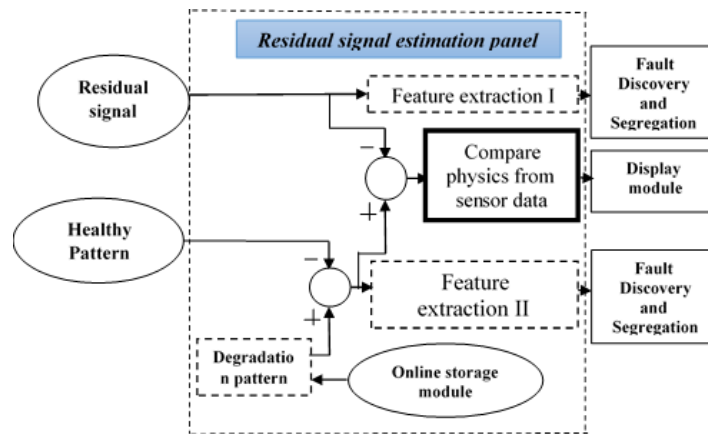 Residual signal estimation panel
Residual
signal
Feature extraction I
Fault
Discovery
and
Segregation
−
Compare
physics from
sensor data
Display
module
+
Healthy
Pattern
−
Feature
extraction II
Fault
Discovery
and
Segregation
+
Degradatio
n pattern
Online storage
module